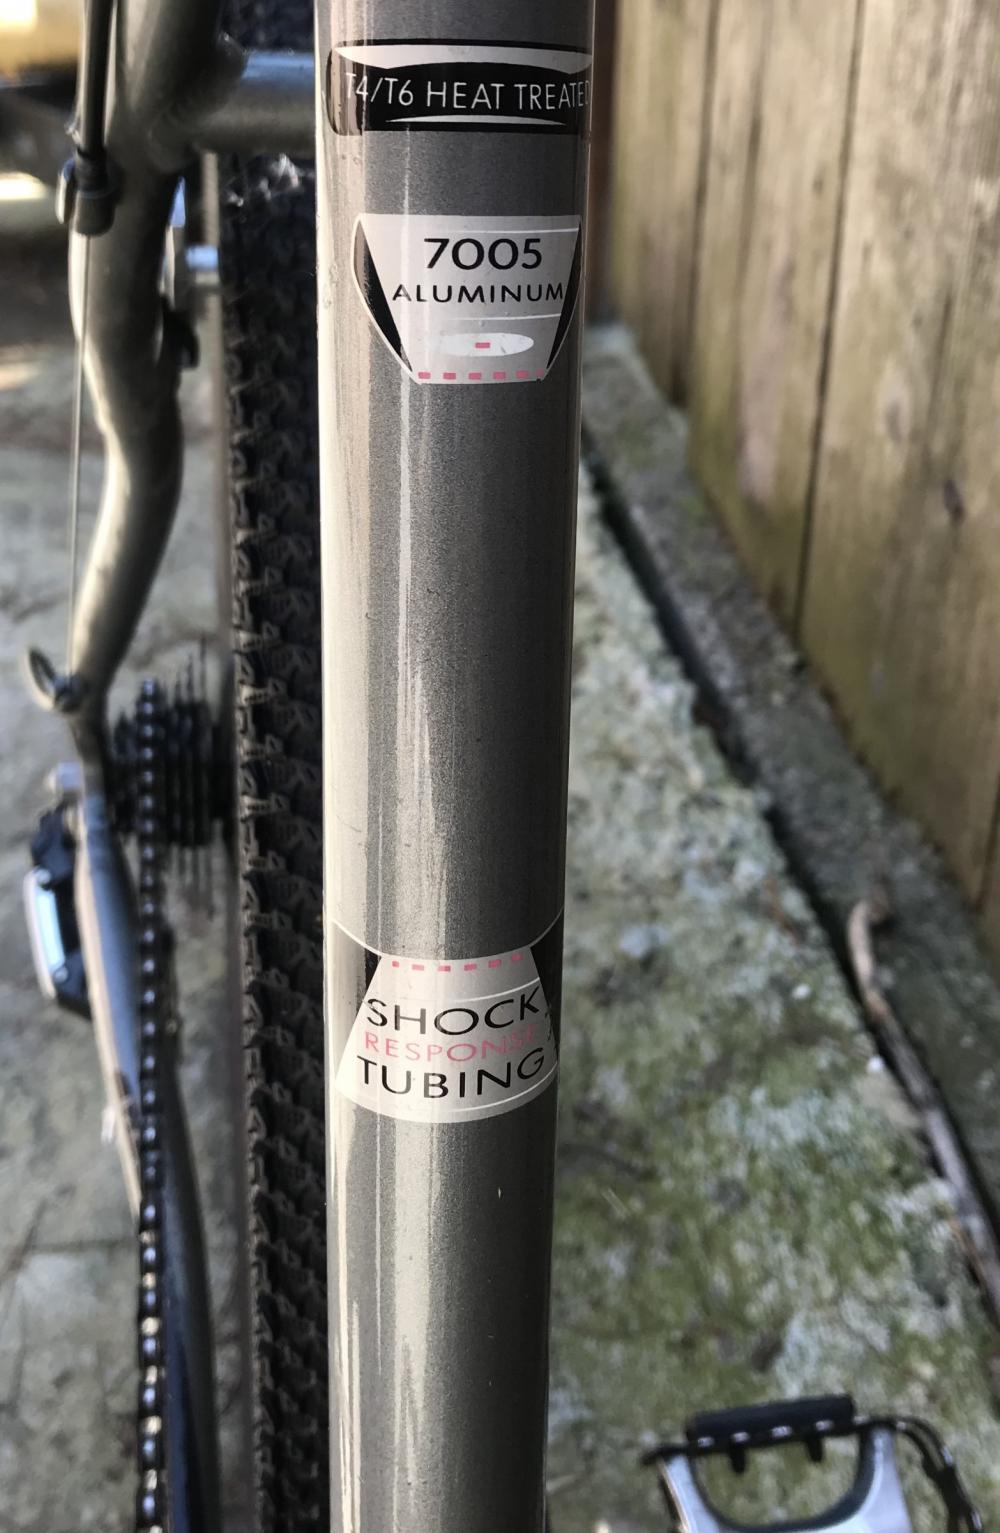 T4/T6 HEAT TREATED
7005
ALUMINUM
SHOCK
RESPONSE
TUBING